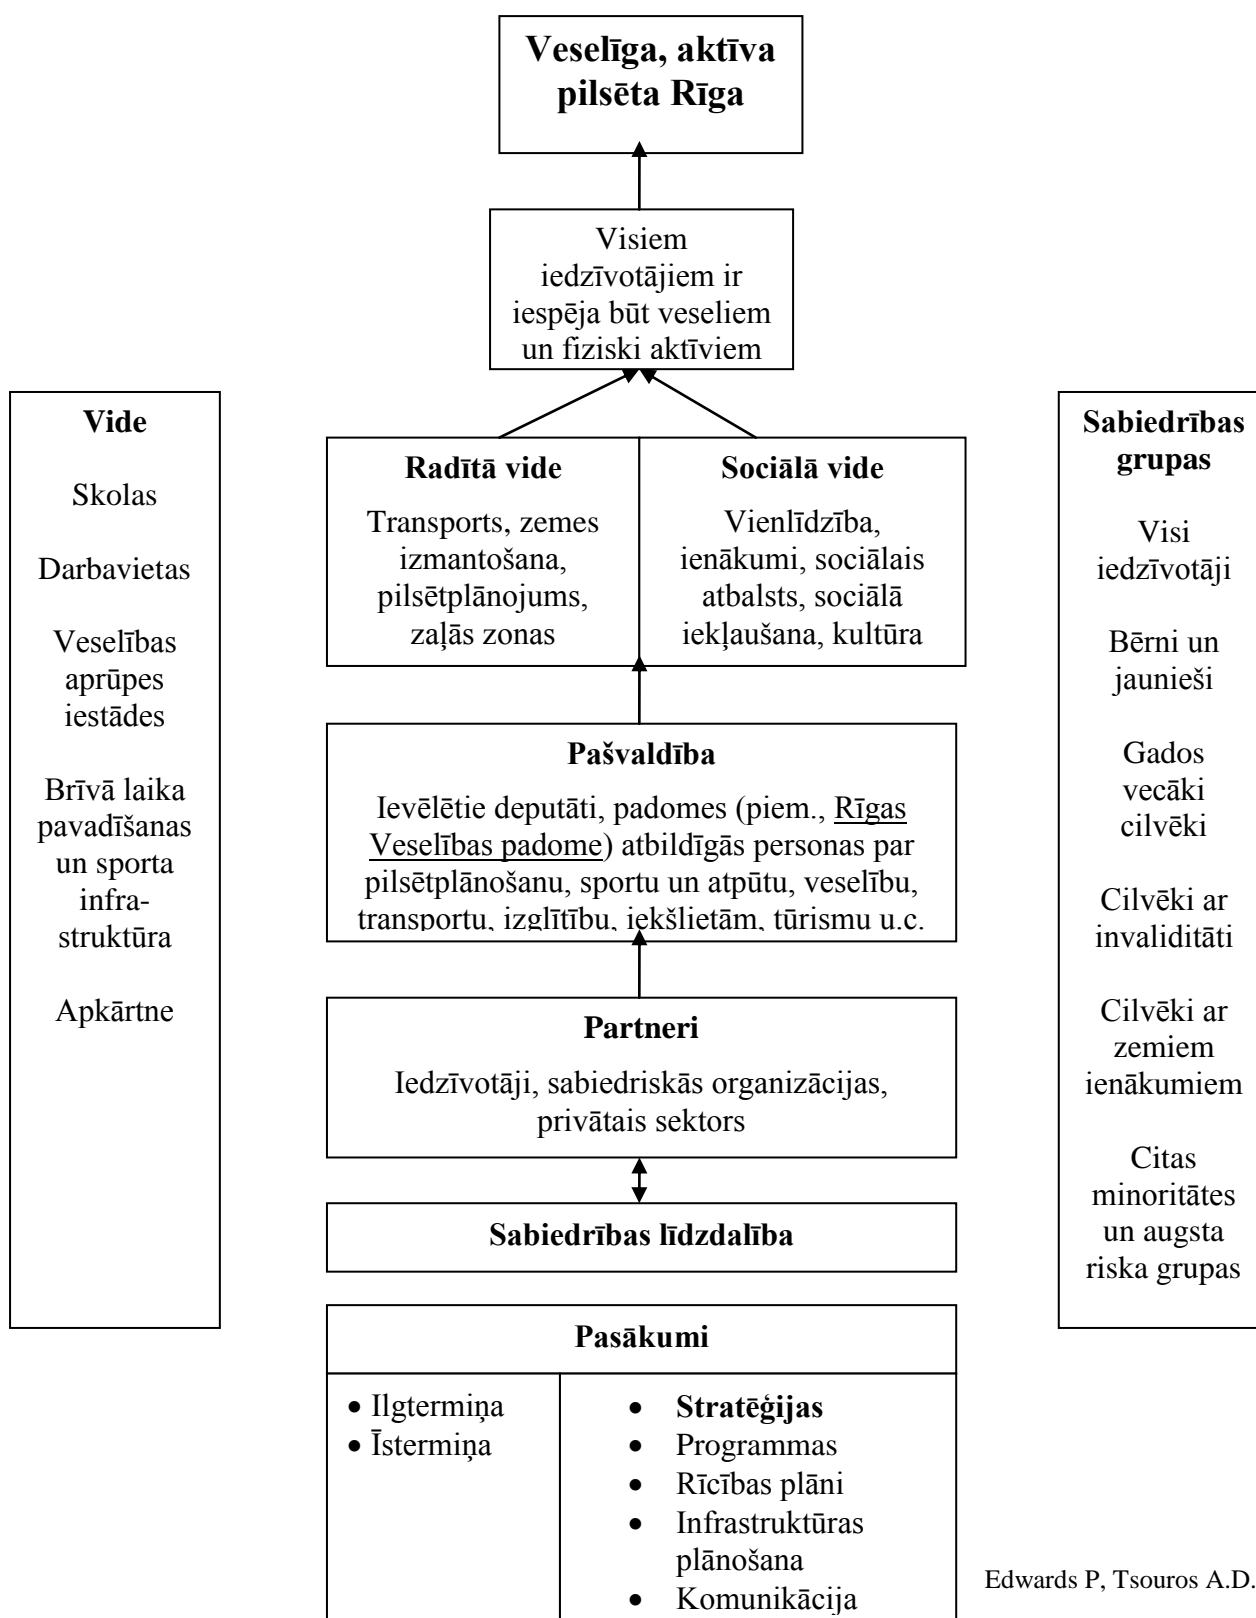 Veselīga, aktīva
pilsēta Rīga
Visiem
iedzīvotājiem ir
iespēja būt veseliem
un fiziski aktīviem
Vide
Skolas
Darbavietas
Veselības
aprūpes
iestādes
Brīvā laika
pavadīšanas
un sporta
infra-
struktūra
Apkārtne
Radītā vide
Transports, zemes
izmantošana,
pilsētplānojums,
zaļās zonas
Sociālā vide
Vienlīdzība,
ienākumi, sociālais
atbalsts, sociālā
iekļaušana, kultūra
Pašvaldība
Ievēlētie deputāti, padomes (piem., Rīgas
Veselības padome) atbildīgās personas par
pilsētplānošanu, sportu un atpūtu, veselību,
transportu, izglītību, iekšlietām, tūrismu u.c.
Partneri
Iedzīvotāji, sabiedriskās organizācijas,
privātais sektors
Sabiedrības līdzdalība
Pasākumi
• Ilgtermiņa
• Īstermiņa
• Stratēģijas
• Programmas
• Rīcības plāni
• Infrastruktūras
plānošana
• Komunikācija
Sabiedrības
grupas
Visi
iedzīvotāji
Bērni un
jaunieši
Gados
vecāki
cilvēki
Cilvēki ar
invaliditāti
Cilvēki ar
zemiem
ienākumiem
Citas
minoritātes
un augsta
riska grupas
Edwards P, Tsouros A.D.